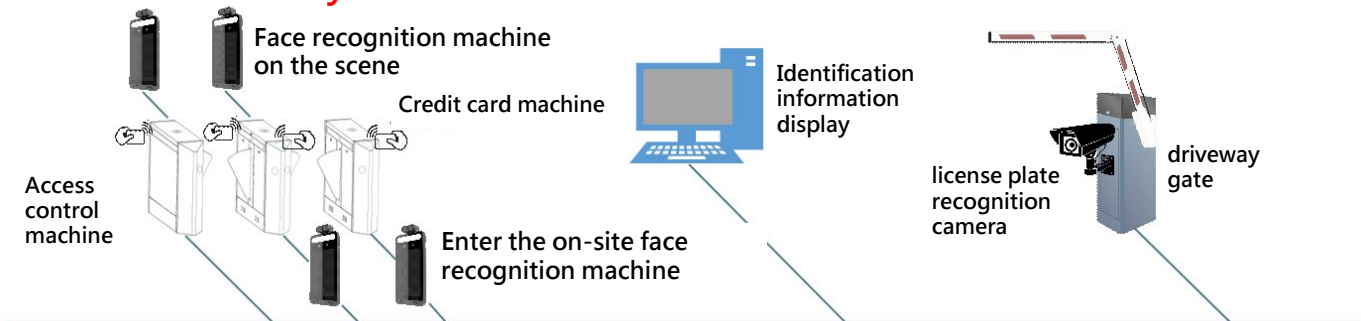 Face recognition machine
on the scene
Credit card machine
Identification
information
display
Access
control
machine
Enter the on-site face
recognition machine
license plate
recognition
camera
driveway
gate